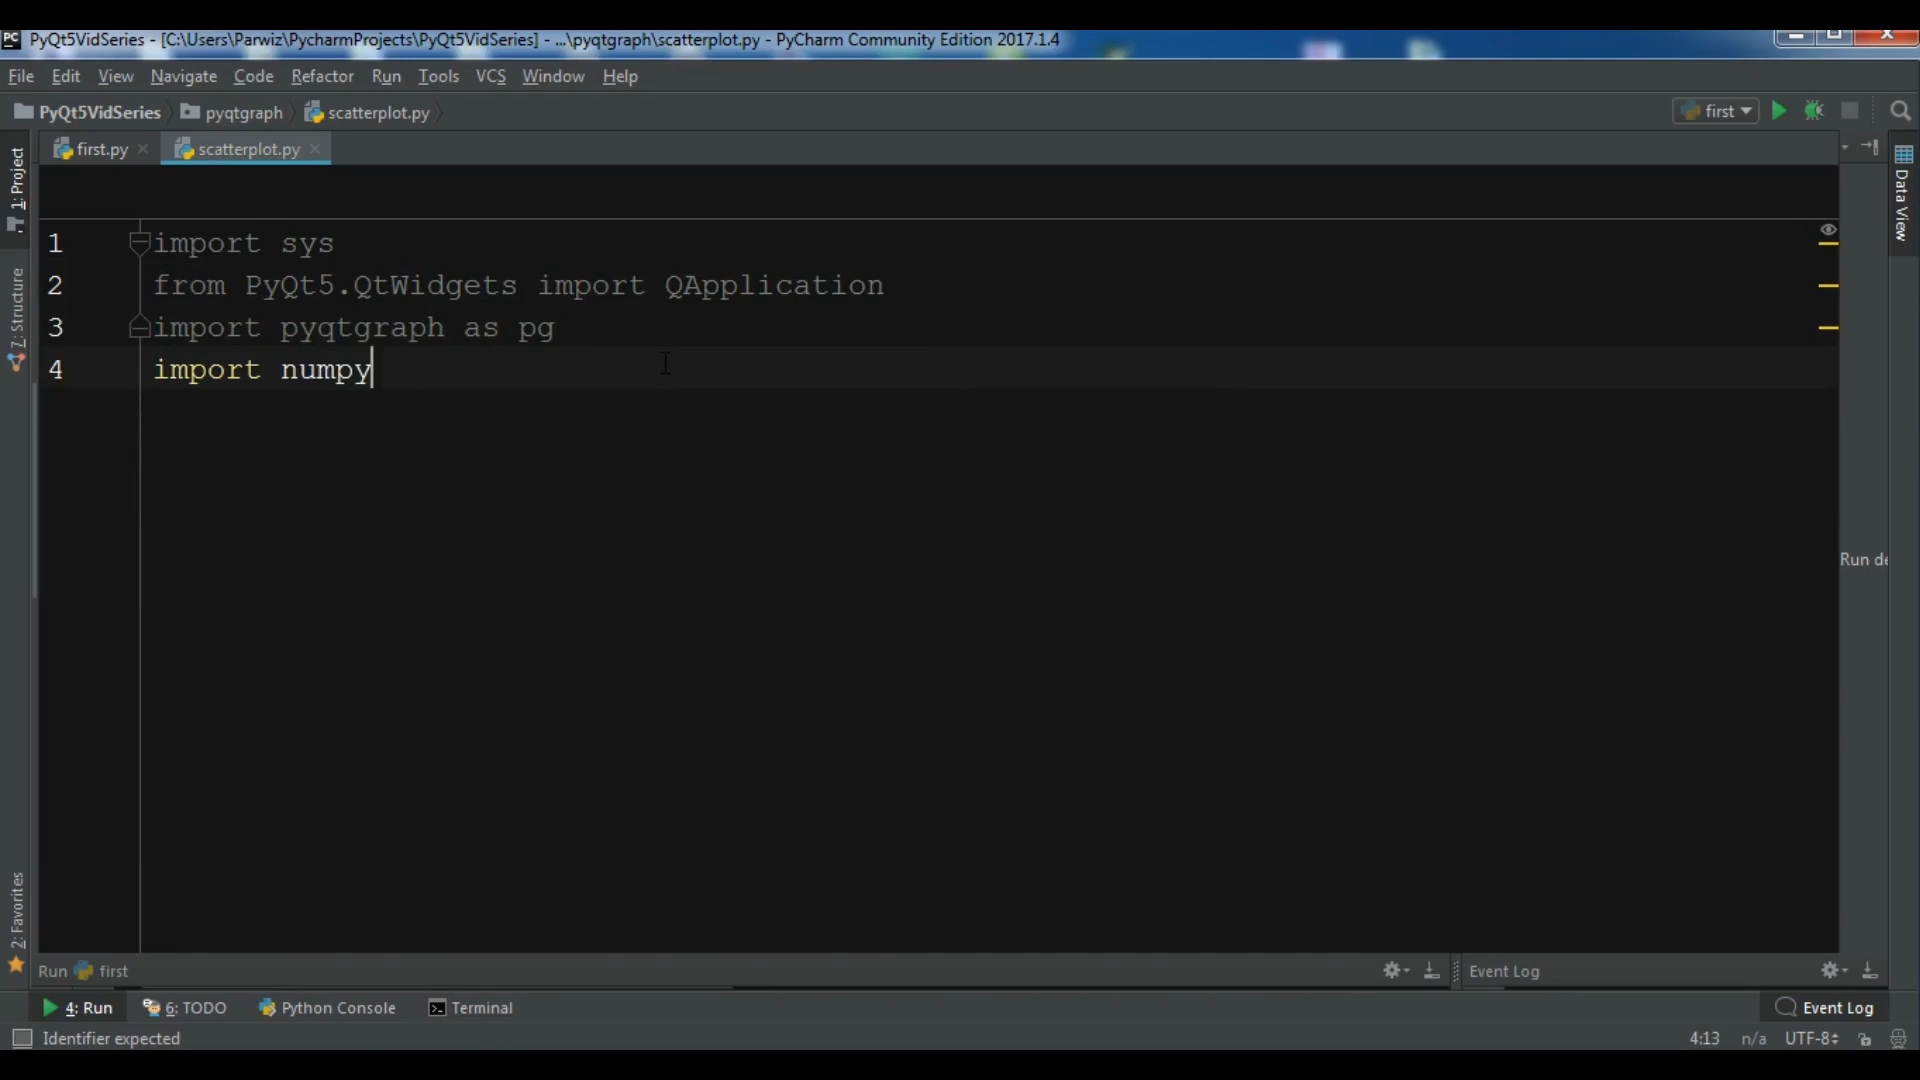 PyQt5VidSeries - [C:\Users\Parwiz\PycharmProjects\PyQt5VidSeries] - ...\pyqtgraph\scatterplot.py - PyCharm Community Edition 2017.1.4
File Edit View Navigate Code Refactor Run Tools VCS Window Help
PyQt5VidSeries pyqtgraph scatterplot.py first
first.py scatterplot.py
1: Project
7: Structure
2: Favorites
Data View
1 import sys
2 from PyQt5.QtWidgets import QApplication
3 import pyqtgraph as pg
4 import numpy
Run de
Run first Event Log
4: Run 6: TODO Python Console Terminal Event Log
Identifier expected 4:13 n/a UTF-8